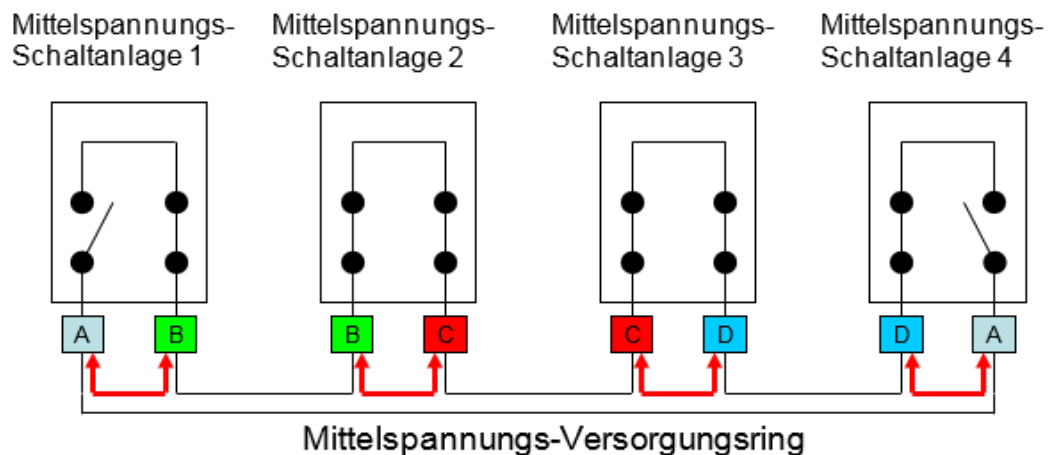 Mittelspannungs-
Schaltanlage 1
Mittelspannungs-
Schaltanlage 2
Mittelspannungs-
Schaltanlage 3
Mittelspannungs-
Schaltanlage 4
A B B C C D D A
Mittelspannungs-Versorgungsring